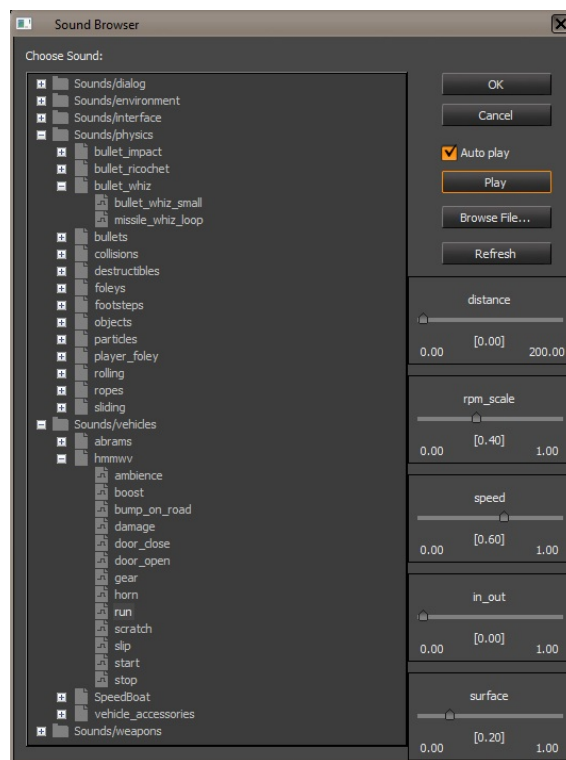 Sound Browser
Choose Sound:
Sounds/dialog
Sounds/environment
Sounds/interface
Sounds/physics
bullet_impact
bullet_ricochet
bullet_whiz
bullet_whiz_small
missile_whiz_loop
bullets
collisions
destructibles
foleys
footsteps
objects
particles
player_foley
rolling
ropes
sliding
Sounds/vehicles
abrams
hmmwv
ambience
boost
bump_on_road
damage
door_close
door_open
gear
horn
run
scratch
slip
start
stop
SpeedBoat
vehicle_accessories
Sounds/weapons
OK
Cancel
Auto play
Play
Browse File...
Refresh
distance
[0.00]
0.00 200.00
rpm_scale
[0.40]
0.00 1.00
speed
[0.60]
0.00 1.00
in_out
[0.00]
0.00 1.00
surface
[0.20]
0.00 1.00